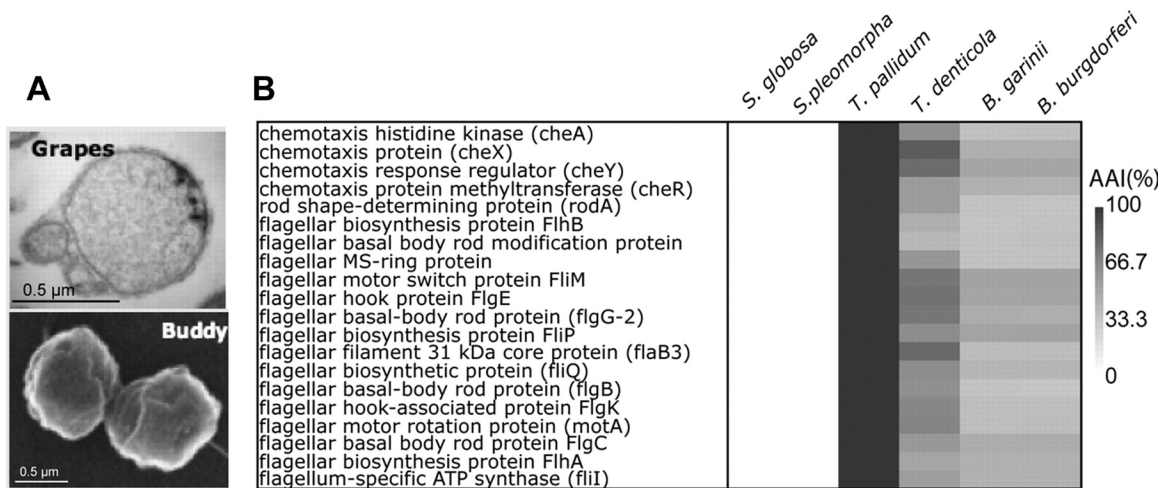 A
B
Grapes
0.5 µm
Buddy
0.5 µm
S. globosa
S.pleomorpha
T. pallidum
T. denticola
B. garinii
B. burgdorferi
chemotaxis histidine kinase (cheA)
chemotaxis protein (cheX)
chemotaxis response regulator (cheY)
chemotaxis protein methyltransferase (cheR)
rod shape-determining protein (rodA)
flagellar biosynthesis protein FlhB
flagellar basal body rod modification protein
flagellar MS-ring protein
flagellar motor switch protein FliM
flagellar hook protein FlgE
flagellar basal-body rod protein (flgG-2)
flagellar biosynthesis protein FliP
flagellar filament 31 kDa core protein (flaB3)
flagellar biosynthetic protein (fliQ)
flagellar basal-body rod protein (flgB)
flagellar hook-associated protein FlgK
flagellar motor rotation protein (motA)
flagellar basal body rod protein FlgC
flagellar biosynthesis protein FlhA
flagellum-specific ATP synthase (fliI)
AAI(%)
100
66.7
33.3
0